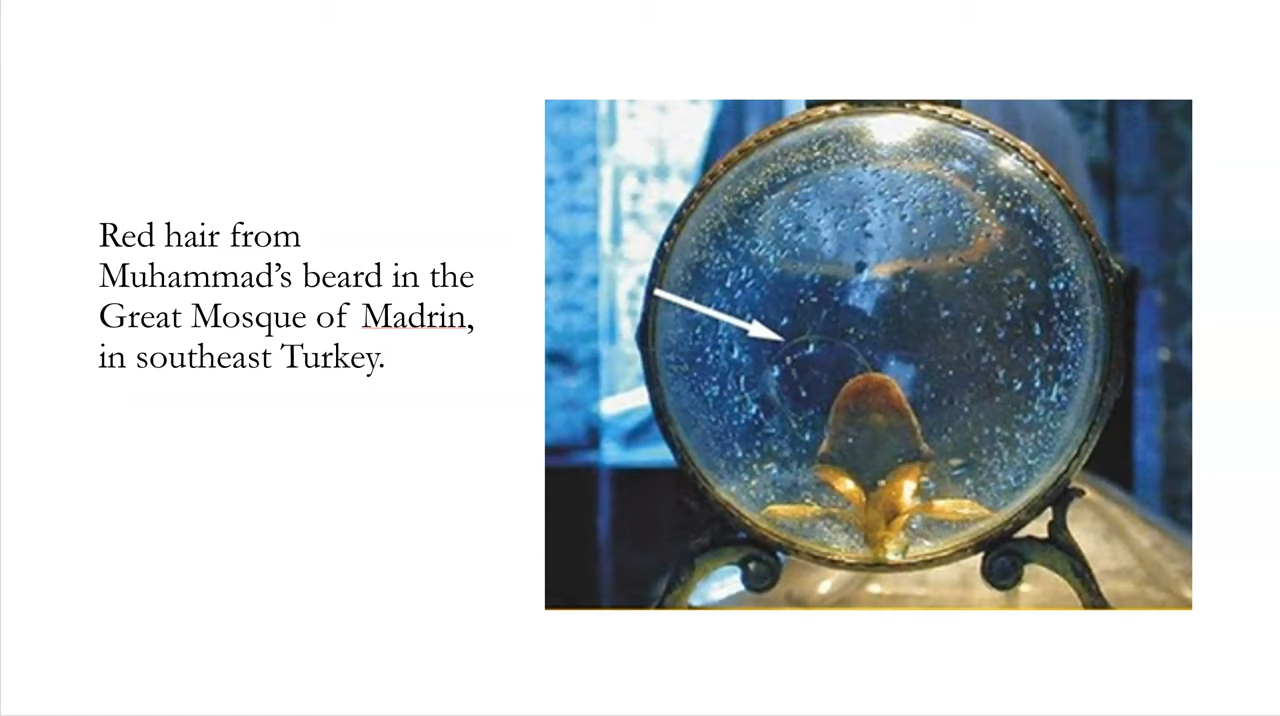 Red hair from
Muhammad’s beard in the
Great Mosque of Madrin,
in southeast Turkey.